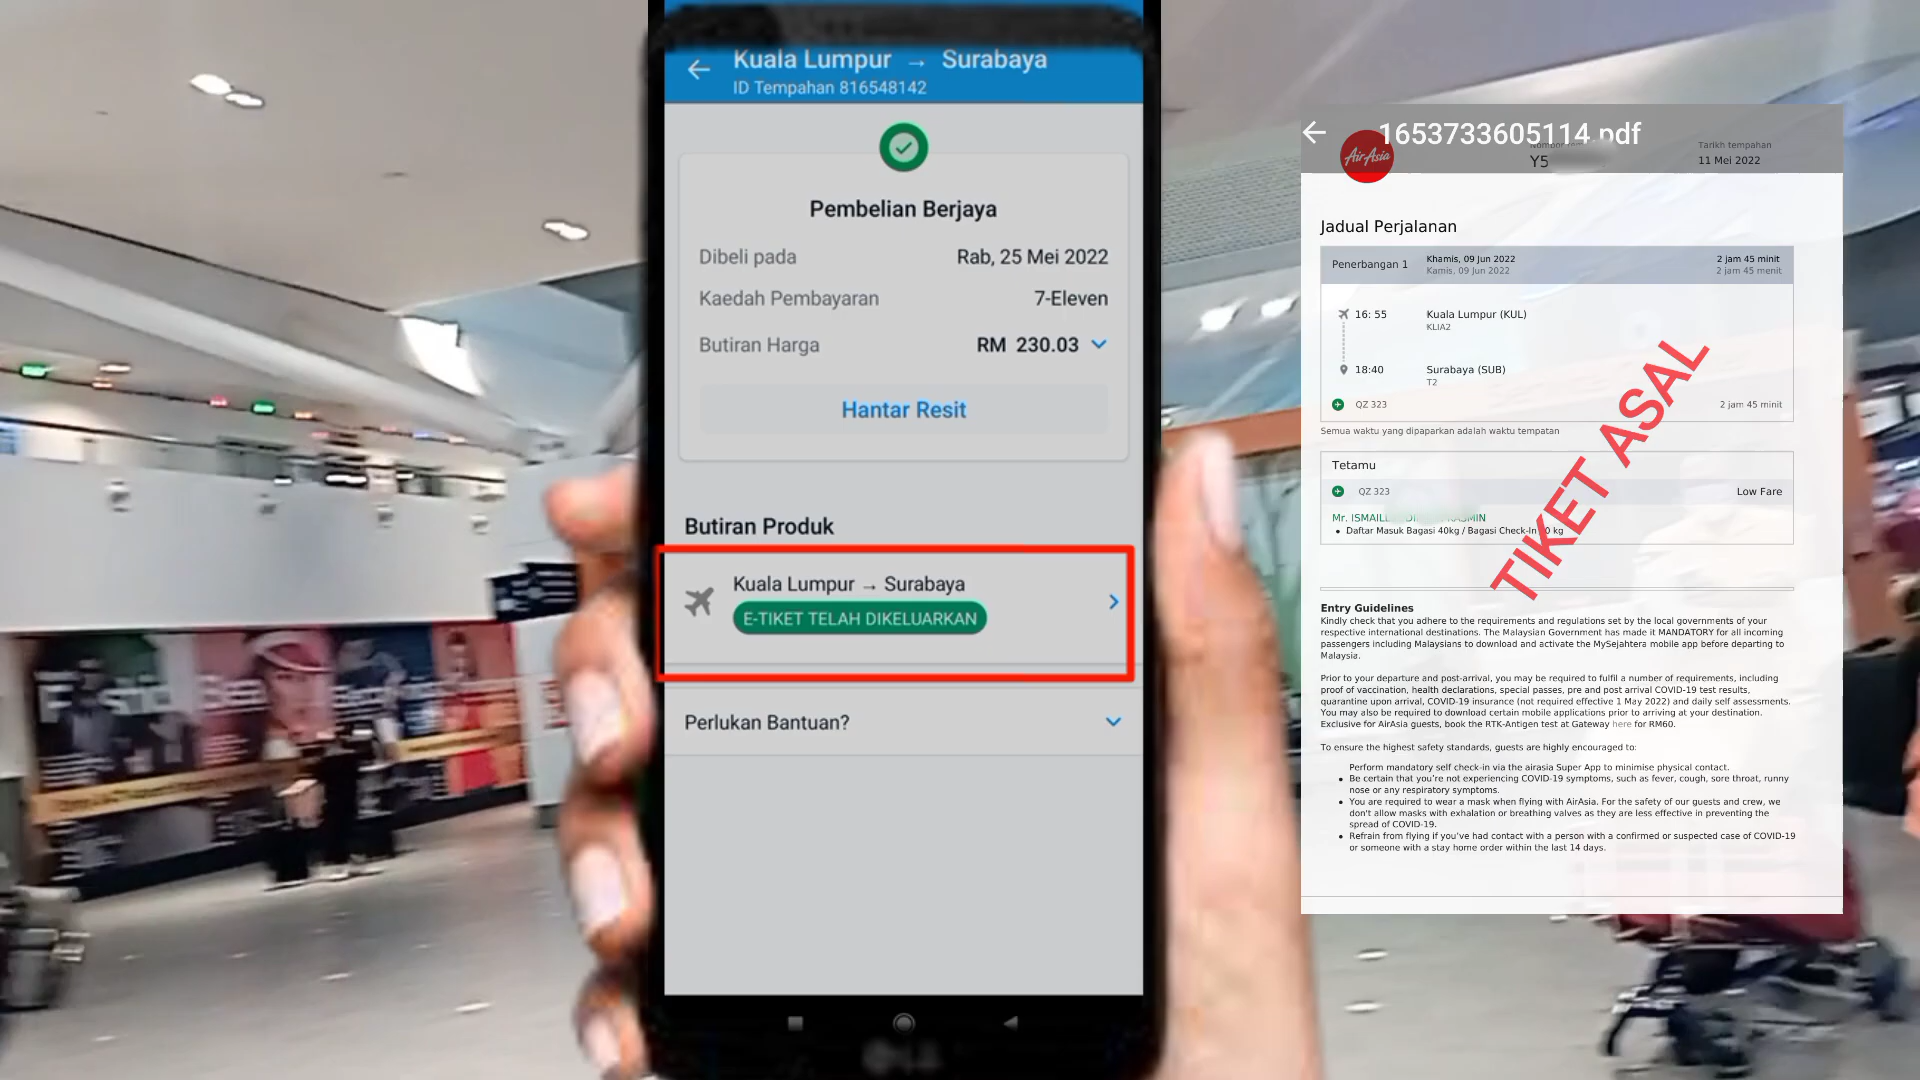 Kuala Lumpur → Surabaya
ID Tempahan 816548142
Pembelian Berjaya
Dibeli pada Rab, 25 Mei 2022
Kaedah Pembayaran 7-Eleven
Butiran Harga RM 230.03
Hantar Resit
Butiran Produk
Kuala Lumpur → Surabaya
E-TIKET TELAH DIKELUARKAN
Perlukan Bantuan?
1653733605114.pdf
AirAsia
Tarikh tempahan
Y5
11 Mei 2022
Jadual Perjalanan
Penerbangan 1
Khamis, 09 Jun 2022 2 jam 45 minit
Kamis, 09 Jun 2022 2 jam 45 menit
16: 55 Kuala Lumpur (KUL)
KLIA2
18:40 Surabaya (SUB)
T2
QZ 323 2 jam 45 minit
Semua waktu yang dipaparkan adalah waktu tempatan
Tetamu
QZ 323 Low Fare
Mr. ISMAIL
Daftar Masuk Bagasi 40kg / Bagasi Check-In kg
TIKET ASAL
Entry Guidelines
Kindly check that you adhere to the requirements and regulations set by the local governments of your
respective international destinations. The Malaysian Government has made it MANDATORY for all incoming
passengers including Malaysians to download and activate the MySejahtera mobile app before departing to
Malaysia.
Prior to your departure and post-arrival, you may be required to fulfil a number of requirements, including
proof of vaccination, health declarations, special passes, pre and post arrival COVID-19 test results,
quarantine upon arrival, COVID-19 insurance (not required effective 1 May 2022) and daily self assessments.
You may also be required to download certain mobile applications prior to arriving at your destination.
Exclusive for AirAsia guests, book the RTK-Antigen test at Gateway here for RM60.
To ensure the highest safety standards, guests are highly encouraged to:
Perform mandatory self check-in via the airasia Super App to minimise physical contact.
• Be certain that you're not experiencing COVID-19 symptoms, such as fever, cough, sore throat, runny
nose or any respiratory symptoms.
• You are required to wear a mask when flying with AirAsia. For the safety of our guests and crew, we
don't allow masks with exhalation or breathing valves as they are less effective in preventing the
spread of COVID-19.
• Refrain from flying if you've had contact with a person with a confirmed or suspected case of COVID-19
or someone with a stay home order within the last 14 days.